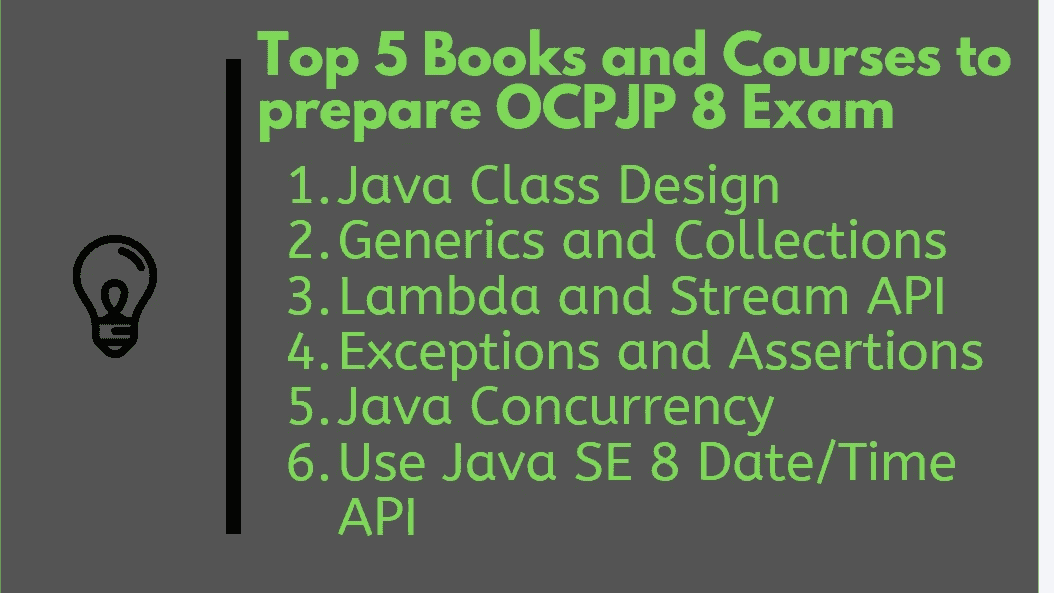 Top 5 Books and Courses to
prepare OCPJP 8 Exam
1. Java Class Design
2. Generics and Collections
3. Lambda and Stream API
4. Exceptions and Assertions
5. Java Concurrency
6. Use Java SE 8 Date/Time
API